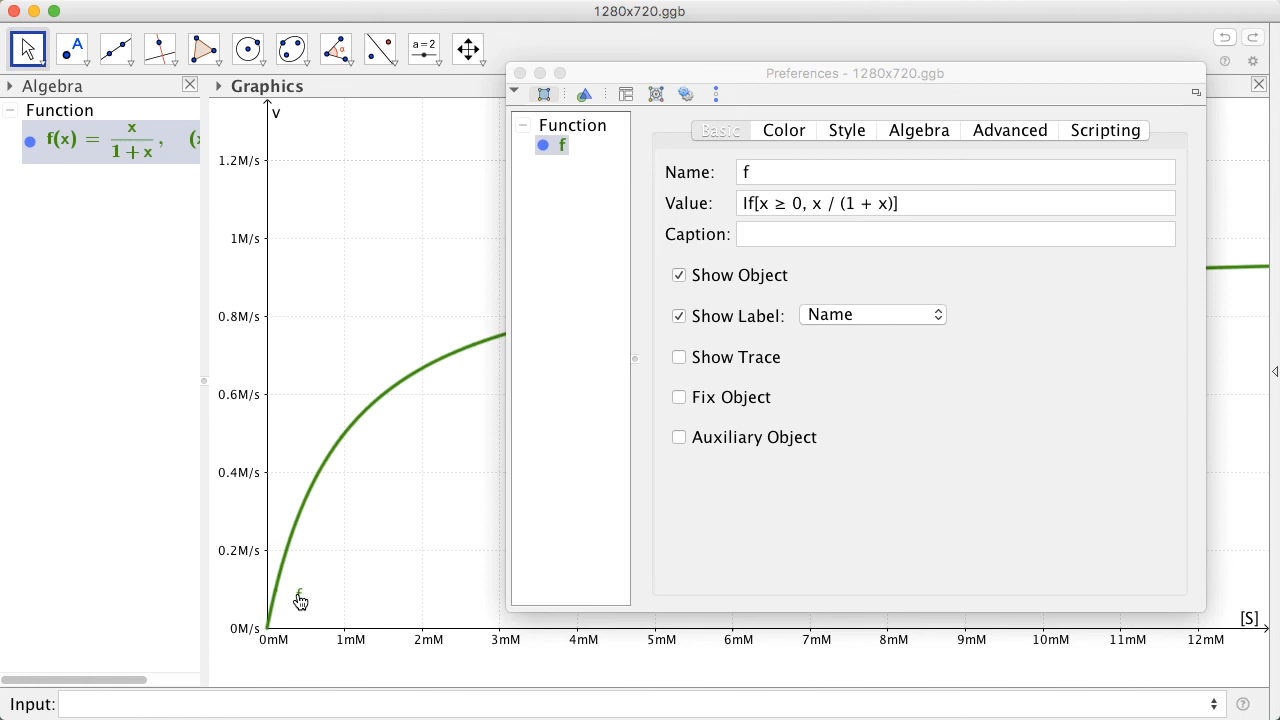 1280x720.ggb
A
α
a=2
Algebra
Graphics
Function
f(x) = x / 1 + x, (x
v
1.2M/s
1M/s
0.8M/s
0.6M/s
0.4M/s
0.2M/s
0M/s
0mM 1mM 2mM 3mM 4mM 5mM 6mM 7mM 8mM 9mM 10mM 11mM 12mM
[S]
f
Preferences - 1280x720.ggb
Function
f
Basic Color Style Algebra Advanced Scripting
Name: f
Value: If[x ≥ 0, x / (1 + x)]
Caption:
Show Object
Show Label: Name
Show Trace
Fix Object
Auxiliary Object
Input: